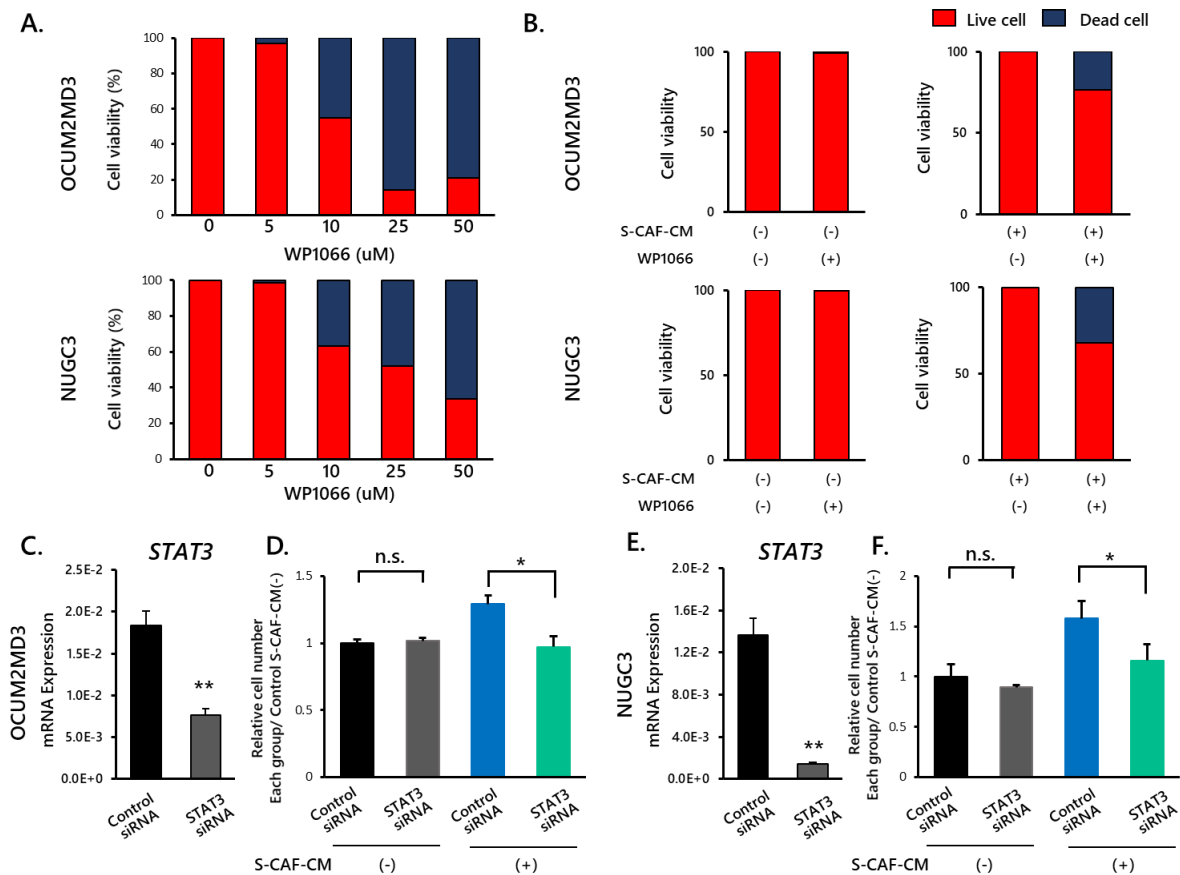 A.
B.
Live cell
Dead cell
OCUM2MD3
Cell viability (%)
100
80
60
40
20
0
0 5 10 25 50
WP1066 (uM)
NUGC3
Cell viability (%)
100
80
60
40
20
0
0 5 10 25 50
WP1066 (uM)
OCUM2MD3
Cell viability
100
50
0
Cell viability
100
50
0
S-CAF-CM (-) (-) (+) (+)
WP1066 (-) (+) (-) (+)
NUGC3
Cell viability
100
50
0
Cell viability
100
50
0
S-CAF-CM (-) (-) (+) (+)
WP1066 (-) (+) (-) (+)
C.
STAT3
OCUM2MD3
mRNA Expression
2.5E-2
2.0E-2
1.5E-2
1.0E-2
5.0E-3
0.0E+0
**
Control siRNA
STAT3 siRNA
D.
Relative cell number
Each group/ Control S-CAF-CM(-)
1.5
1
0.5
0
n.s.
*
Control siRNA
STAT3 siRNA
Control siRNA
STAT3 siRNA
S-CAF-CM (-) (+)
E.
STAT3
NUGC3
mRNA Expression
2.0E-2
1.6E-2
1.2E-2
8.0E-3
4.0E-3
0.0E+0
**
Control siRNA
STAT3 siRNA
F.
Relative cell number
Each group/ Control S-CAF-CM(-)
2
1.5
1
0.5
0
n.s.
*
Control siRNA
STAT3 siRNA
Control siRNA
STAT3 siRNA
S-CAF-CM (-) (+)